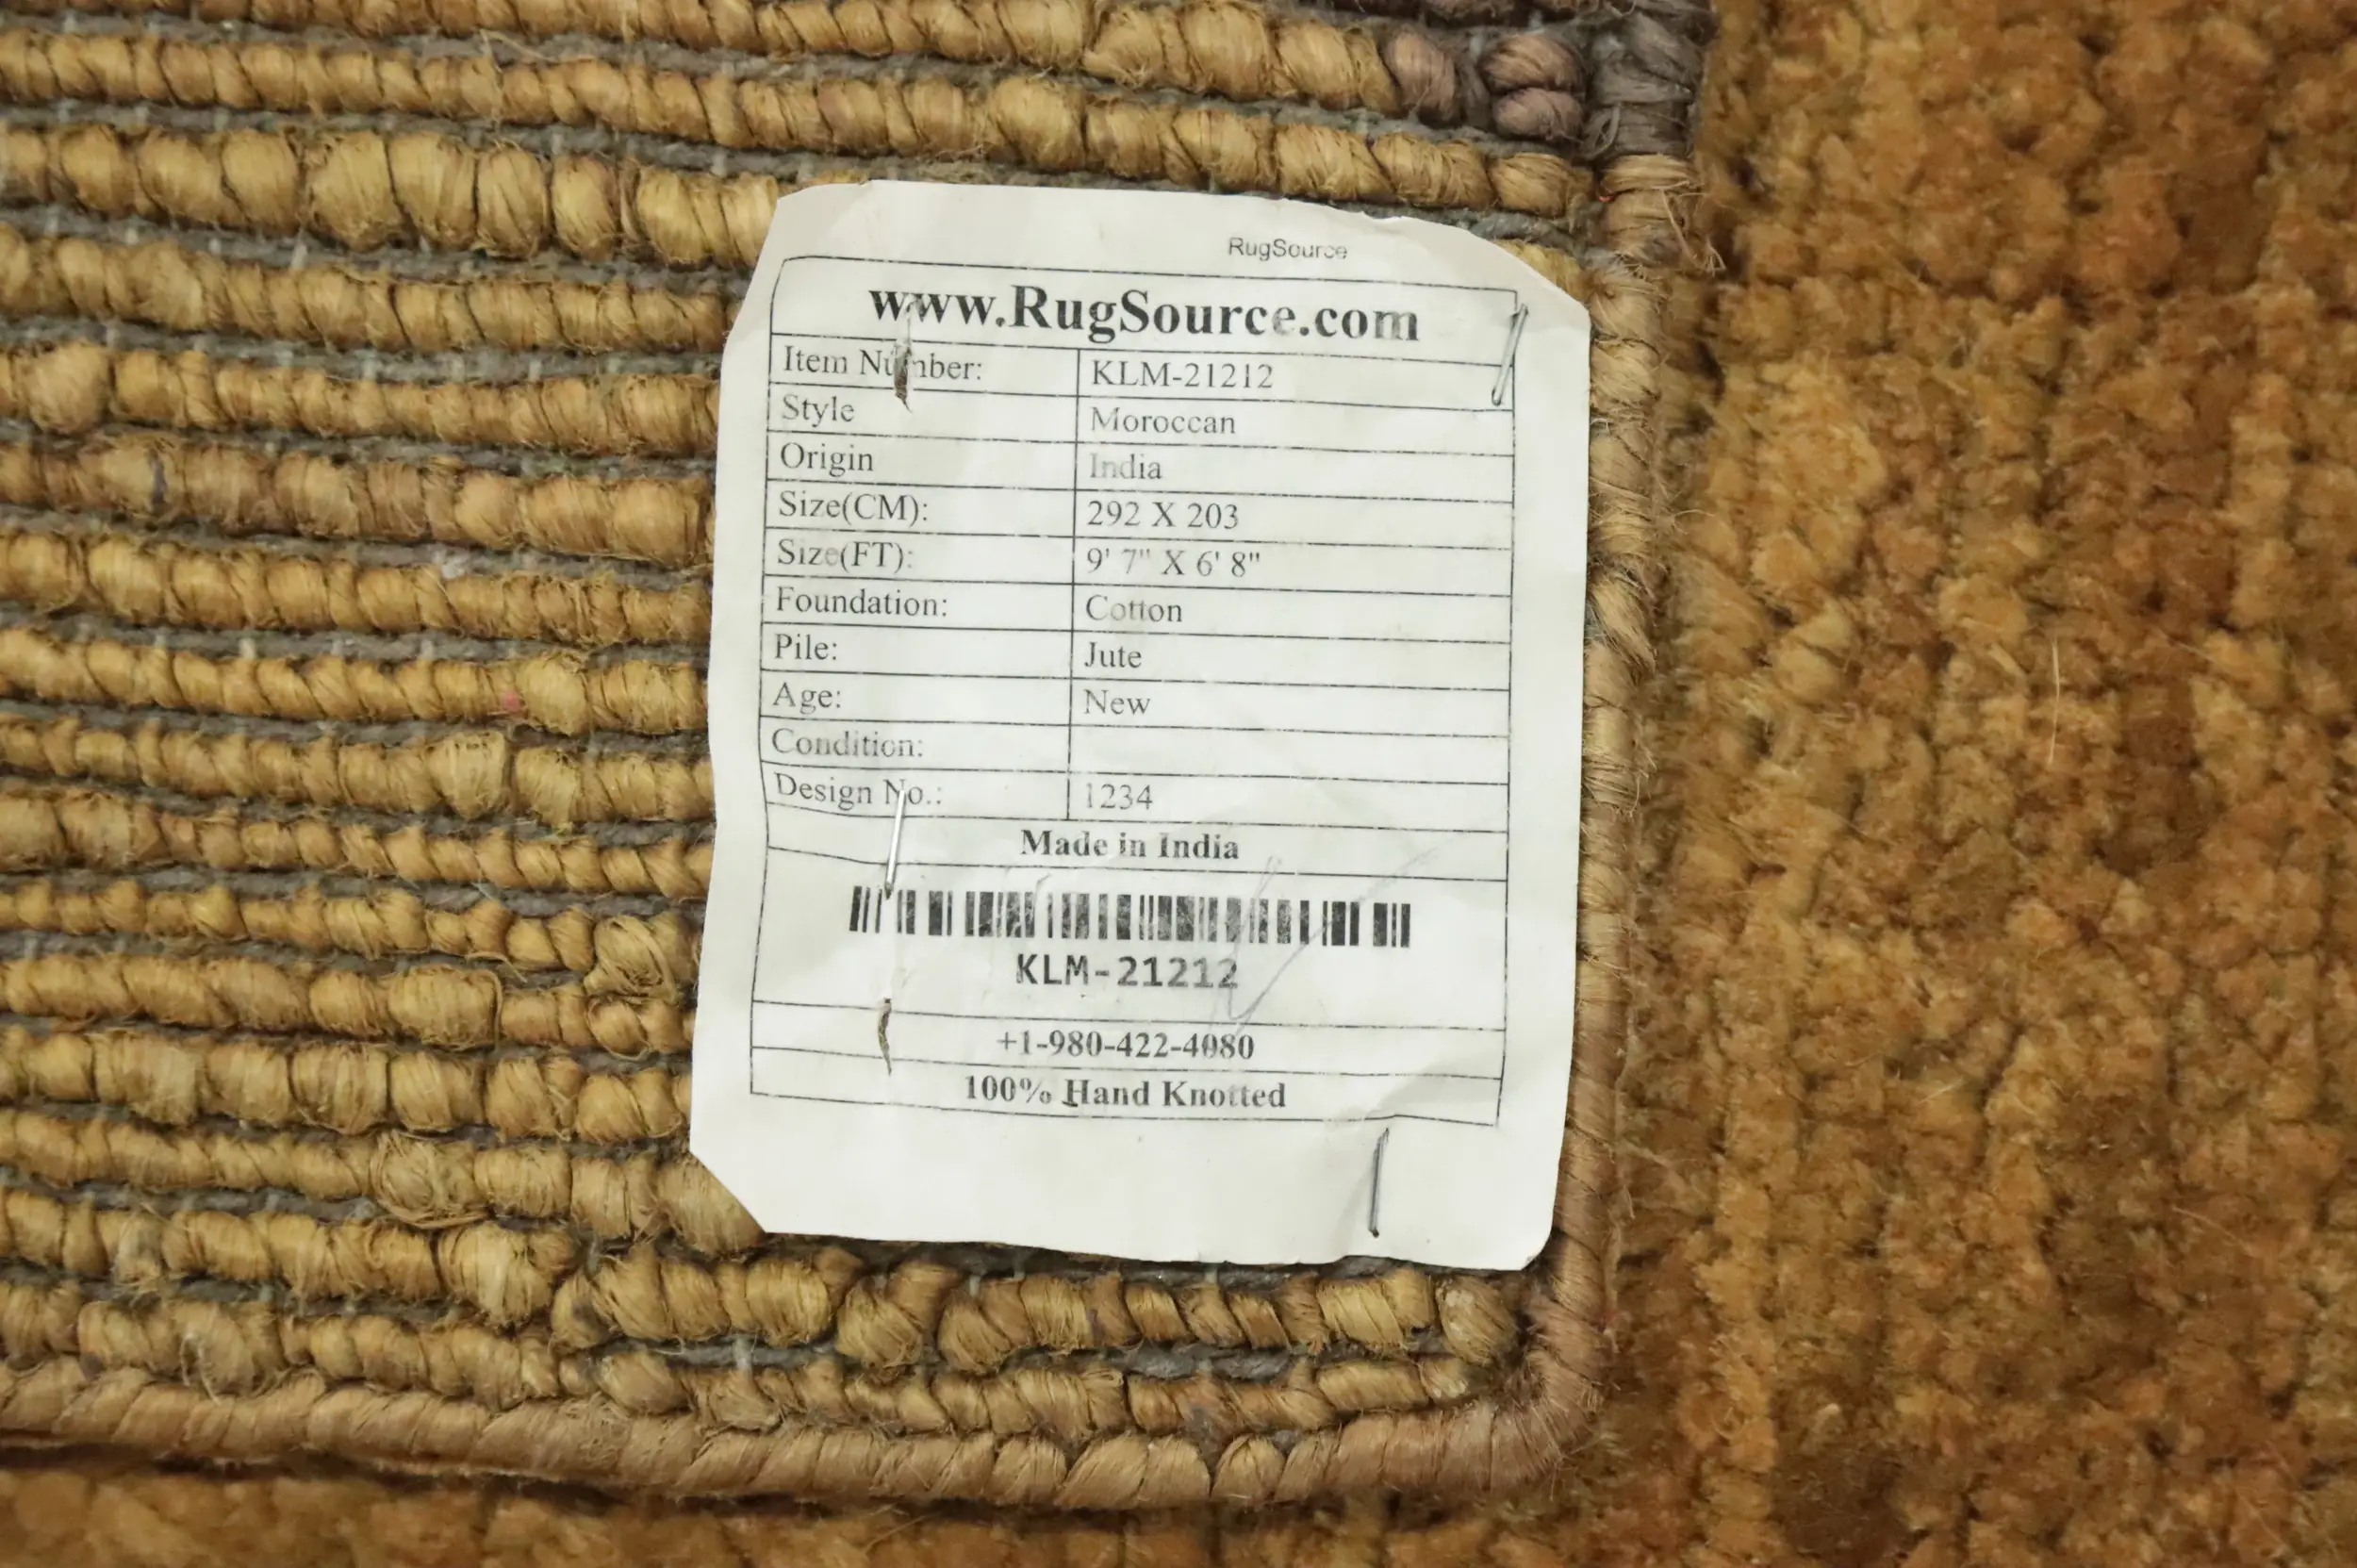 RugSource
www.RugSource.com
Item Number: KLM-21212
Style Moroccan
Origin India
Size(CM): 292 X 203
Size(FT): 9' 7" X 6' 8"
Foundation: Cotton
Pile: Jute
Age: New
Condition:
Design No.: 1234
Made in India
KLM-21212
+1-980-422-4080
100% Hand Knotted